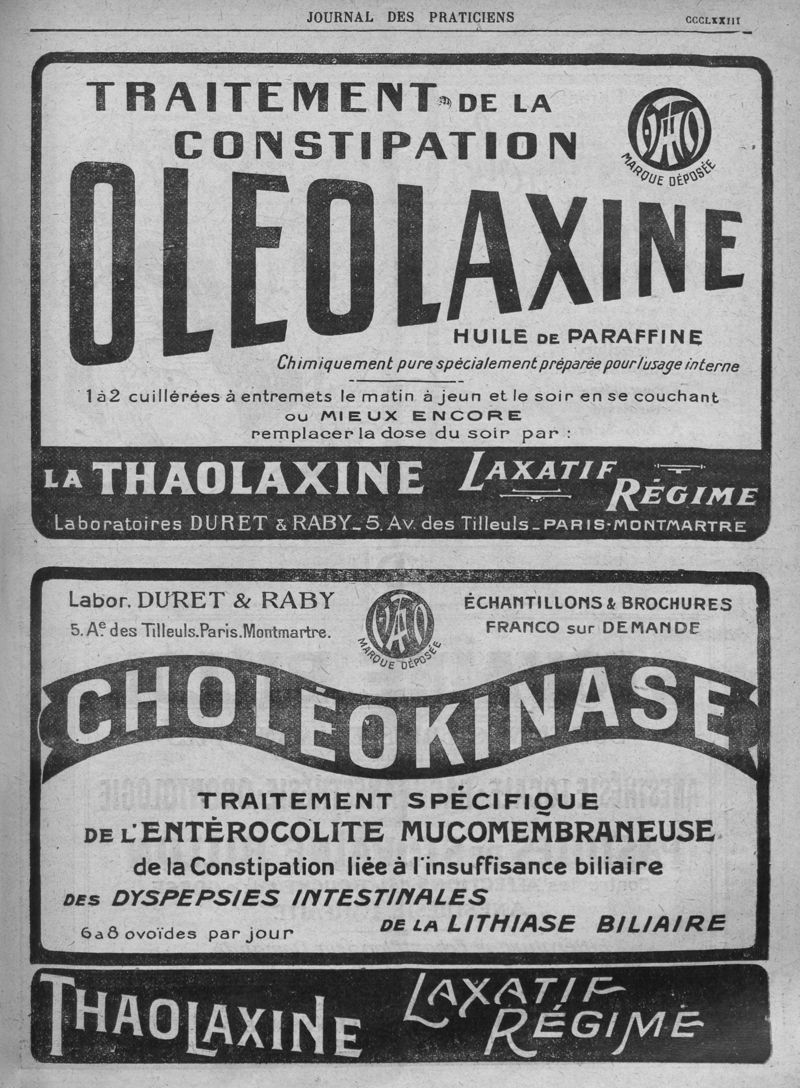 JOURNAL DES PRATICIENS
CCCLXXIII
TRAITEMENT DE LA
CONSTIPATION
MARQUE DÉPOSÉE
OLEOLAXINE
HUILE DE PARAFFINE
Chimiquement pure spécialement préparée pour l'usage interne
1 à 2 cuillérées à entremets le matin à jeun et le soir en se couchant
OU MIEUX ENCORE
remplacer la dose du soir par :
LA THAOLAXINE LAXATIF
RÉGIME
Laboratoires DURET & RABY_5, Av. des Tilleuls_PARIS-MONTMARTRE
Labor. DURET & RABY
5. Ae. des Tilleuls.Paris.Montmartre.
MARQUE DÉPOSÉE
ÉCHANTILLONS & BROCHURES
FRANCO sur DEMANDE
CHOLÉOKINASE
TRAITEMENT SPÉCIFIQUE
DE L'ENTÉROCOLITE MUCOMEMBRANEUSE
de la Constipation liée à l'insuffisance biliaire
DES DYSPEPSIES INTESTINALES
DE LA LITHIASE BILIAIRE
6 a 8 ovoïdes par jour
THAOLAXINE LAXATIF
RÉGIME